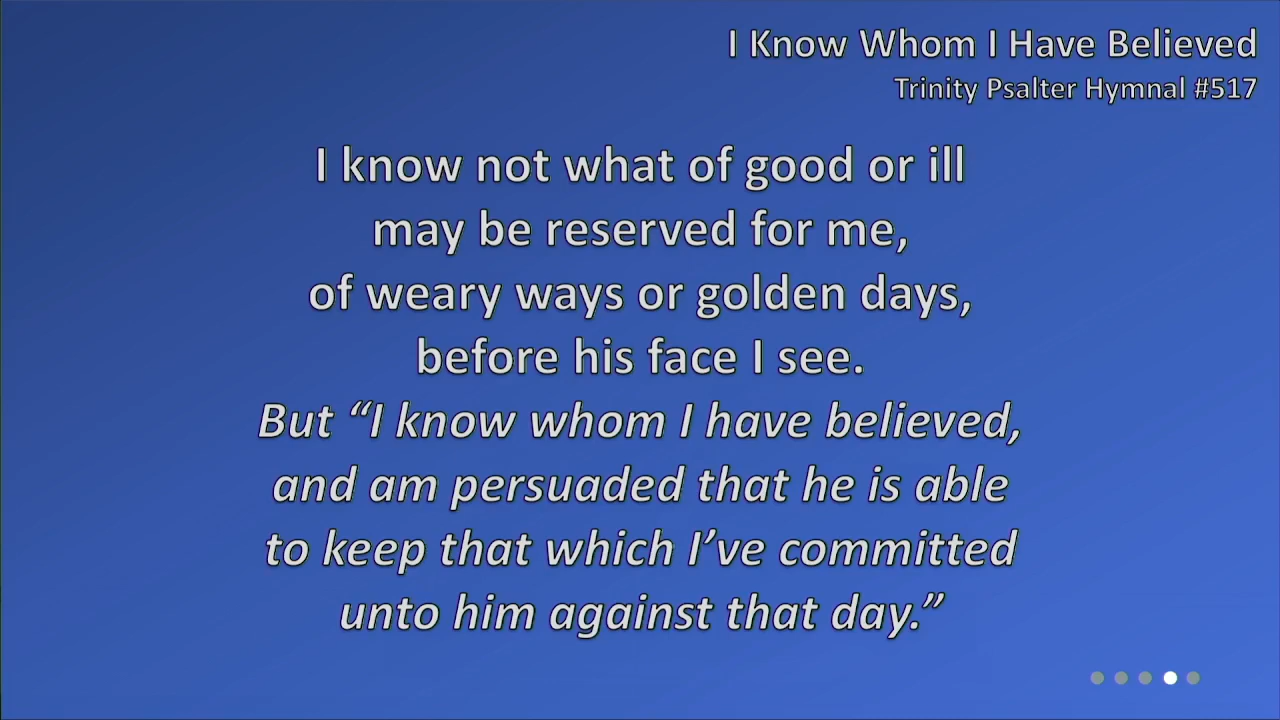 I Know Whom I Have Believed
Trinity Psalter Hymnal #517
I know not what of good or ill
may be reserved for me,
of weary ways or golden days,
before his face I see.
But “I know whom I have believed,
and am persuaded that he is able
to keep that which I’ve committed
unto him against that day.”